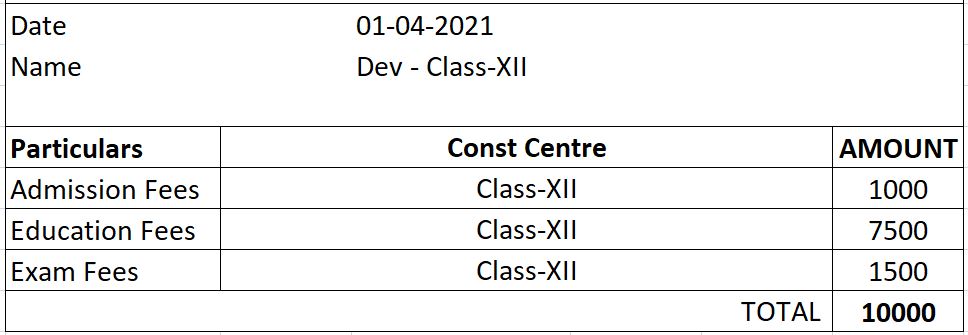 Date 01-04-2021
Name Dev - Class-XII
Particulars Const Centre AMOUNT
Admission Fees Class-XII 1000
Education Fees Class-XII 7500
Exam Fees Class-XII 1500
TOTAL 10000